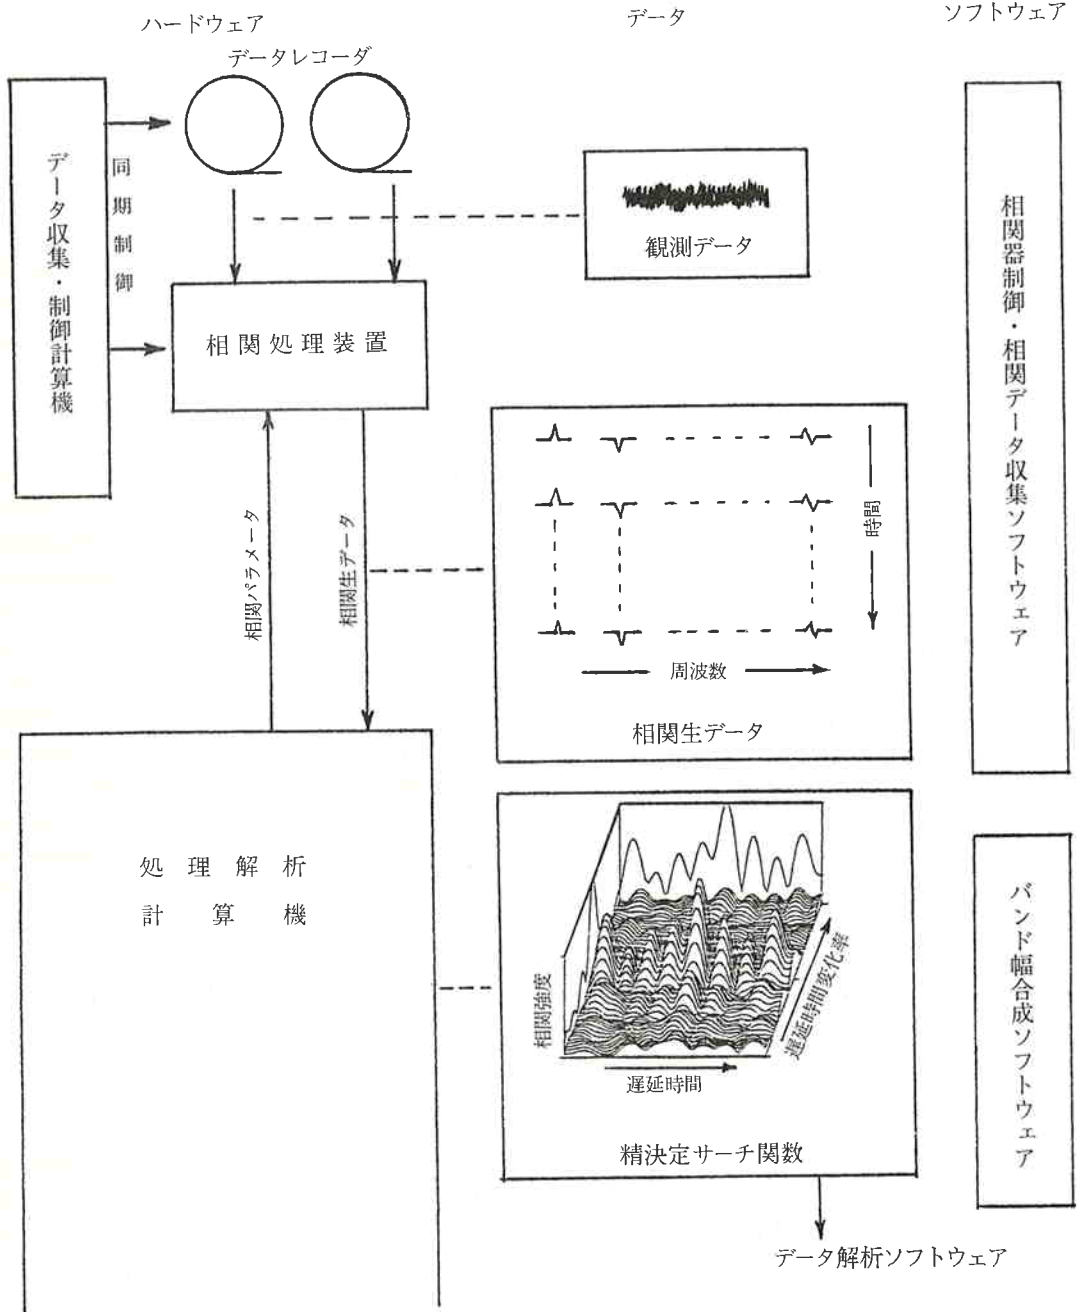 ハードウェア
データ
ソフトウェア
データレコーダ
データ収集・制御計算機
同期制御
観測データ
相関処理装置
相関器制御・相関データ収集ソフトウェア
相関パラメータ
相関生データ
時間
周波数
相関生データ
処理解析
計算機
相関強度
遅延時間変化率
遅延時間
精決定サーチ関数
バンド幅合成ソフトウェア
データ解析ソフトウェア